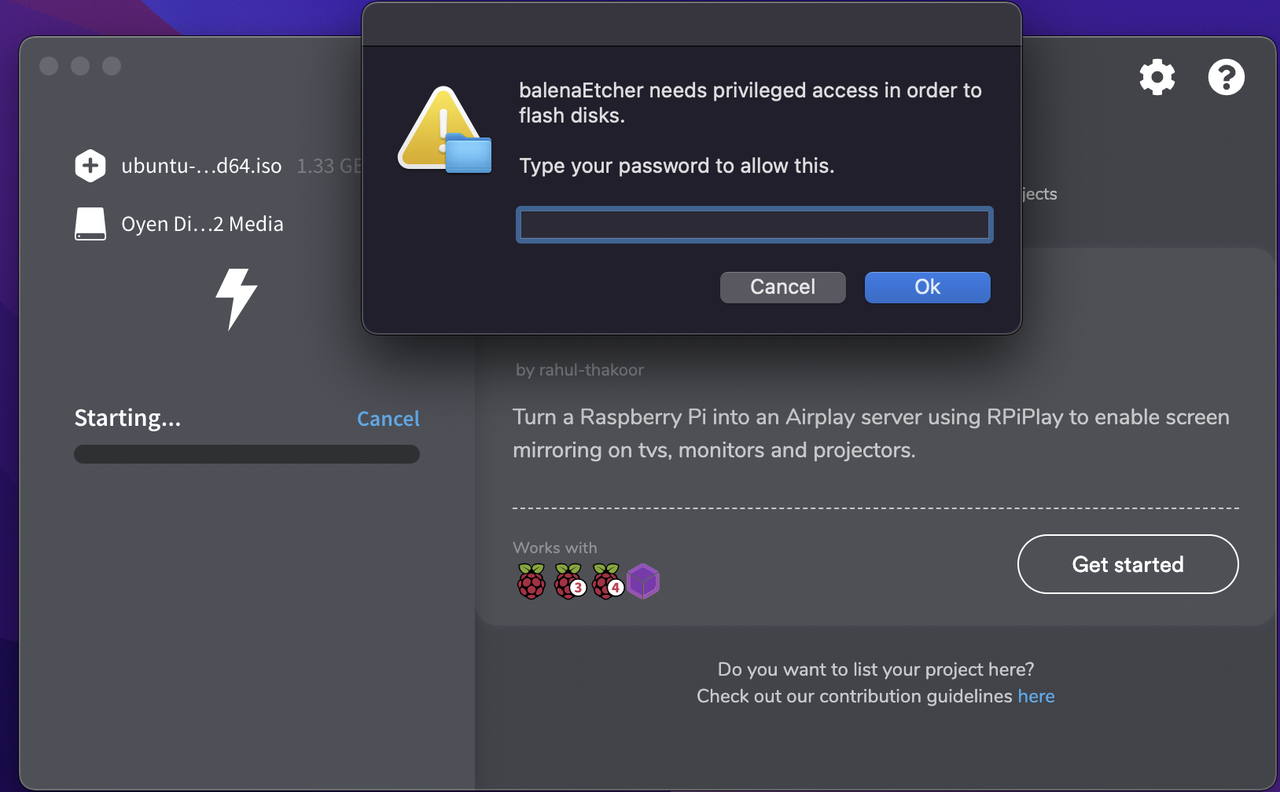 balenaEtcher needs privileged access in order to
flash disks.
Type your password to allow this.
Cancel
Ok
ubuntu-...d64.iso 1.33
Oyen Di...2 Media
Starting...
Cancel
by rahul-thakoor
Turn a Raspberry Pi into an Airplay server using RPiPlay to enable screen
mirroring on tvs, monitors and projectors.
Works with
3
4
Get started
Do you want to list your project here?
Check out our contribution guidelines here